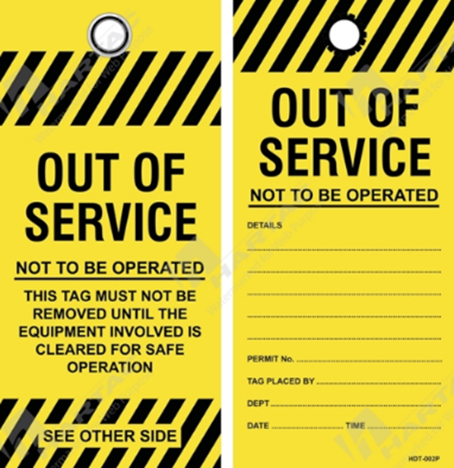 OUT OF
SERVICE
NOT TO BE OPERATED
THIS TAG MUST NOT BE
REMOVED UNTIL THE
EQUIPMENT INVOLVED IS
CLEARED FOR SAFE
OPERATION
SEE OTHER SIDE
OUT OF
SERVICE
NOT TO BE OPERATED
DETAILS
PERMIT No.
TAG PLACED BY
DEPT
DATE TIME
HDT-002P
HARTAC